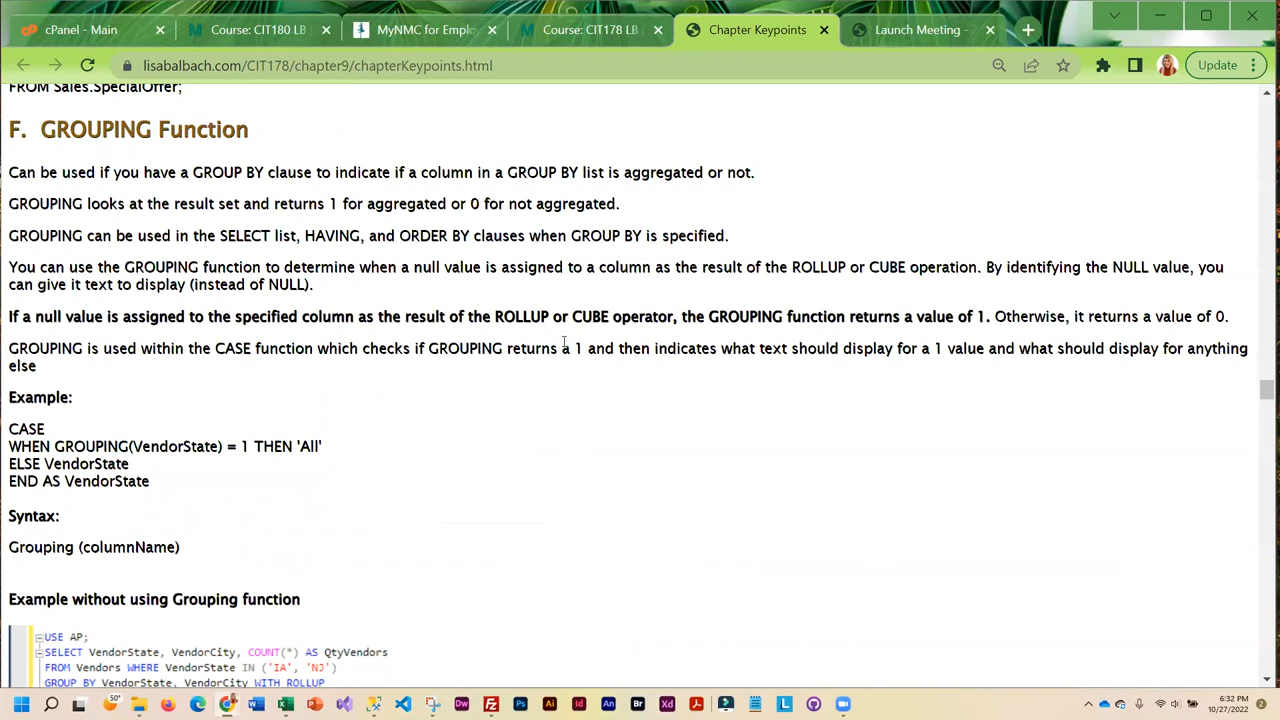 cPanel - Main
Course: CIT180 LB
MyNMC for Emplo
Course: CIT178 LB
Chapter Keypoints
Launch Meeting -
lisabalbach.com/CIT178/chapter9/chapterKeypoints.html
Update
FROM Sales.SpecialOffer;
F. GROUPING Function
Can be used if you have a GROUP BY clause to indicate if a column in a GROUP BY list is aggregated or not.
GROUPING looks at the result set and returns 1 for aggregated or 0 for not aggregated.
GROUPING can be used in the SELECT list, HAVING, and ORDER BY clauses when GROUP BY is specified.
You can use the GROUPING function to determine when a null value is assigned to a column as the result of the ROLLUP or CUBE operation. By identifying the NULL value, you
can give it text to display (instead of NULL).
If a null value is assigned to the specified column as the result of the ROLLUP or CUBE operator, the GROUPING function returns a value of 1. Otherwise, it returns a value of 0.
GROUPING is used within the CASE function which checks if GROUPING returns a 1 and then indicates what text should display for a 1 value and what should display for anything
else
Example:
CASE
WHEN GROUPING(VendorState) = 1 THEN 'All'
ELSE VendorState
END AS VendorState
Syntax:
Grouping (columnName)
Example without using Grouping function
USE AP;
SELECT VendorState, VendorCity, COUNT(*) AS QtyVendors
FROM Vendors WHERE VendorState IN ('IA', 'NJ')
GROUP BY VendorState, VendorCity WITH ROLLUP
50°
6:32 PM
10/27/2022